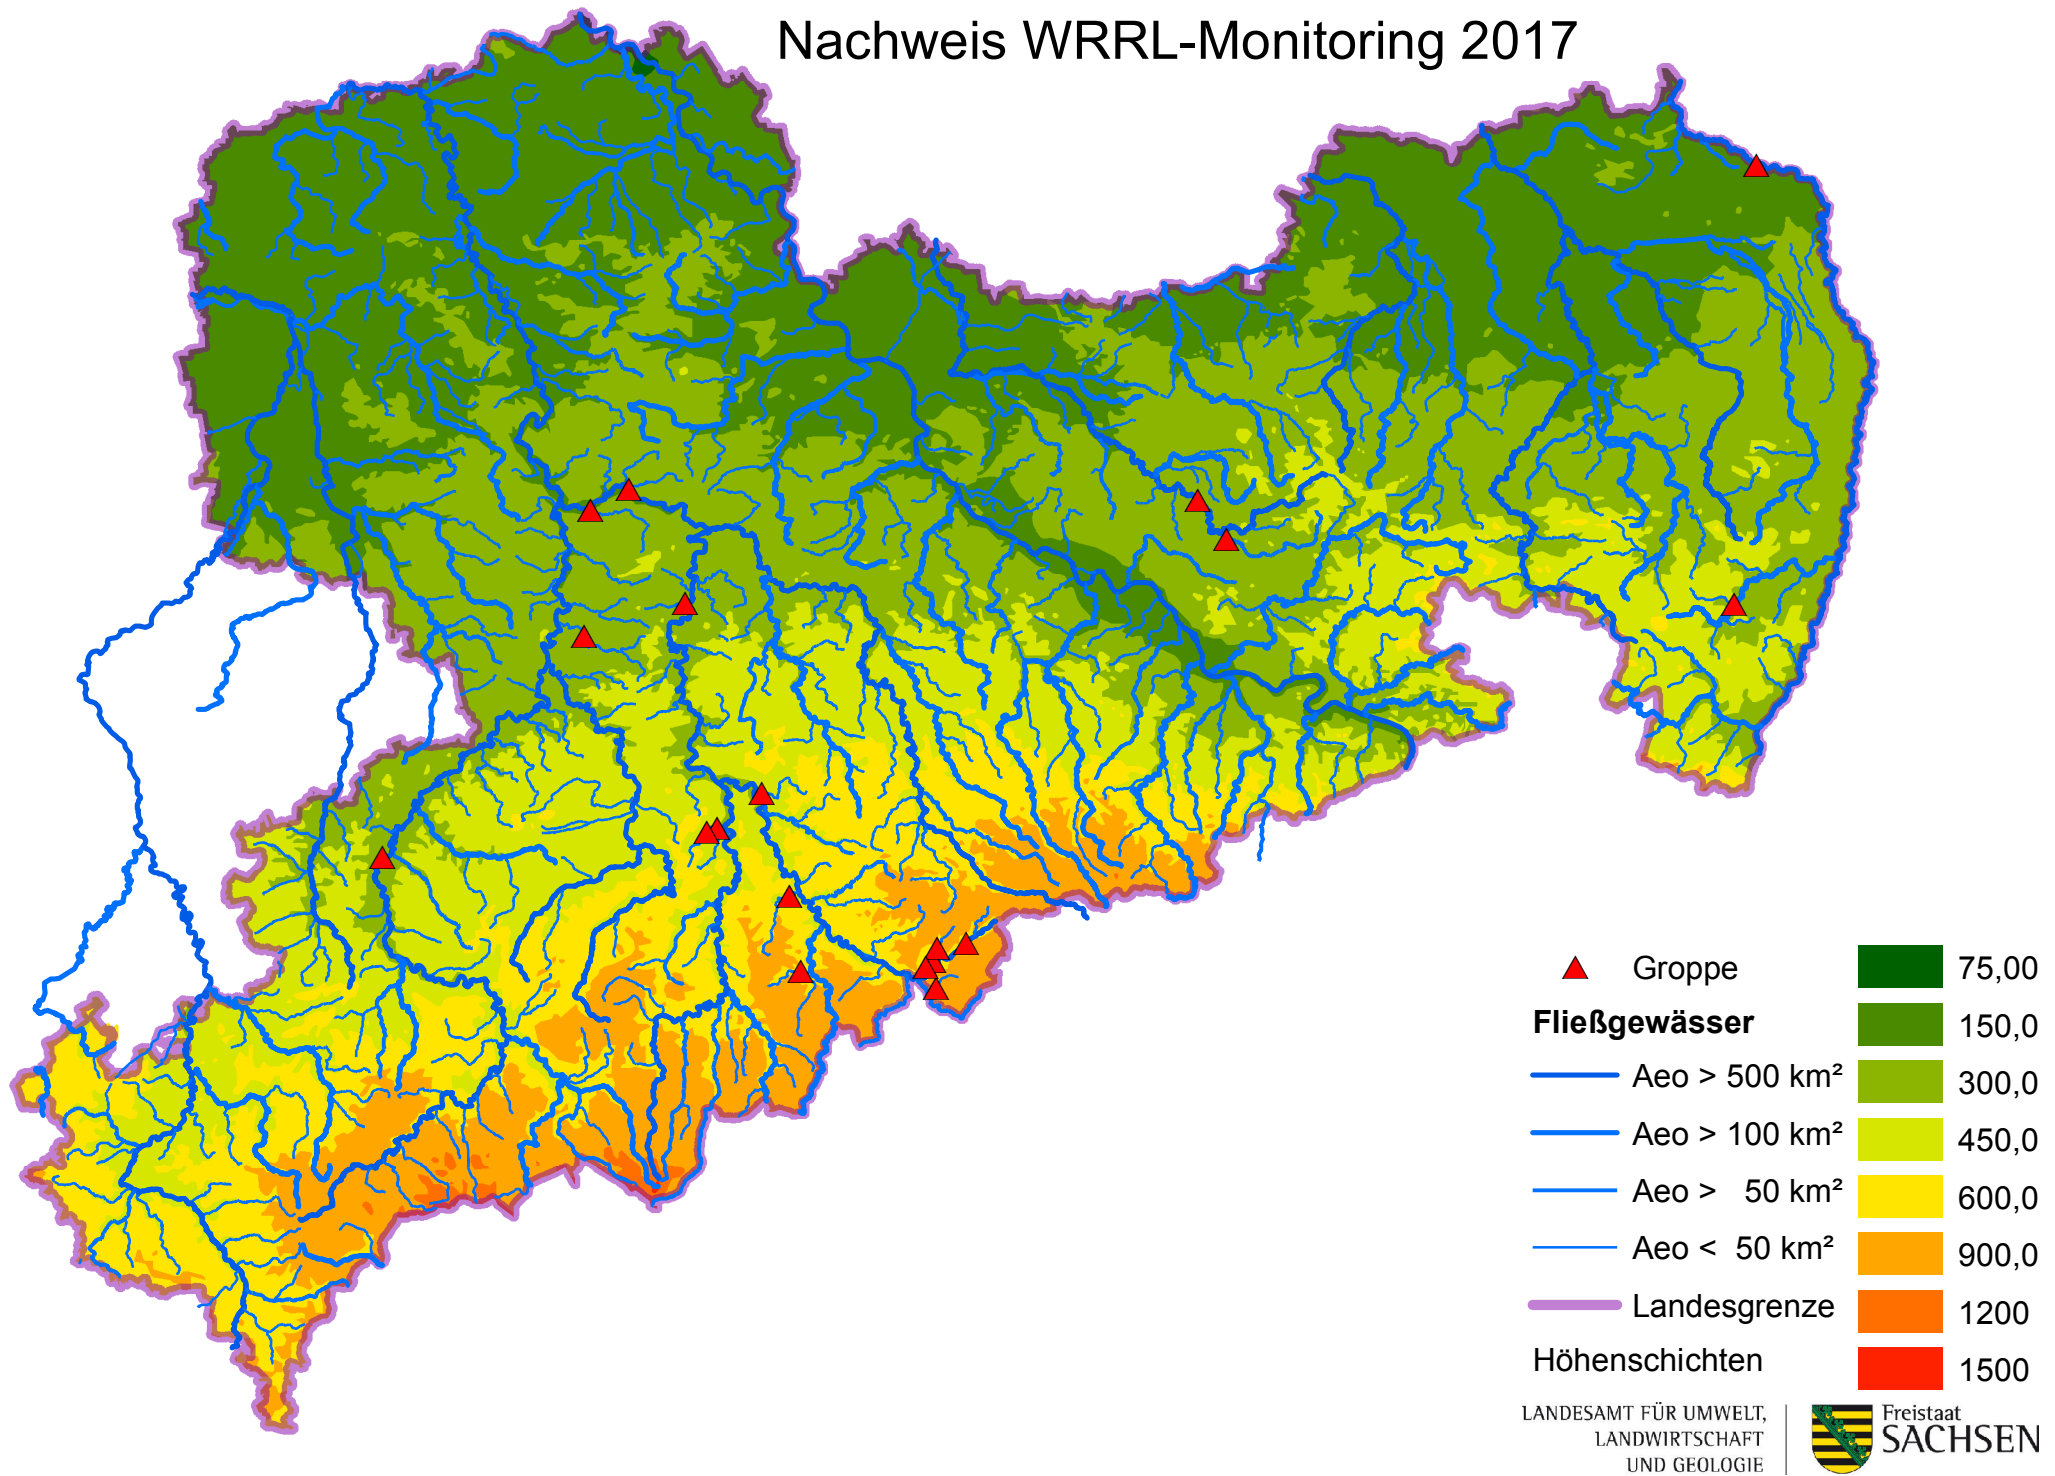 Nachweis WRRL-Monitoring 2017
Groppe
Fließgewässer
Aeo > 500 km²
Aeo > 100 km²
Aeo > 50 km²
Aeo < 50 km²
Landesgrenze
Höhenschichten
75,00
150,0
300,0
450,0
600,0
900,0
1200
1500
LANDESAMT FÜR UMWELT,
LANDWIRTSCHAFT
UND GEOLOGIE
Freistaat
SACHSEN